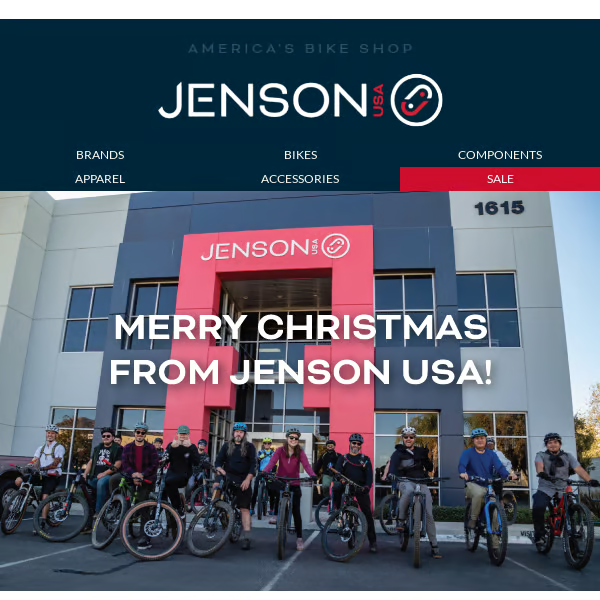 AMERICA'S BIKE SHOP
JENSON USA
BRANDS
BIKES
COMPONENTS
APPAREL
ACCESSORIES
SALE
1615
JENSON USA
MERRY CHRISTMAS
FROM JENSON USA!